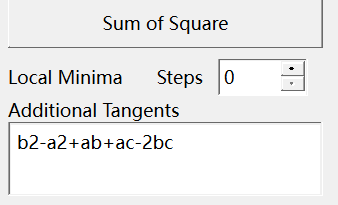 Sum of Square
Local Minima Steps 0
Additional Tangents
b2-a2+ab+ac-2bc